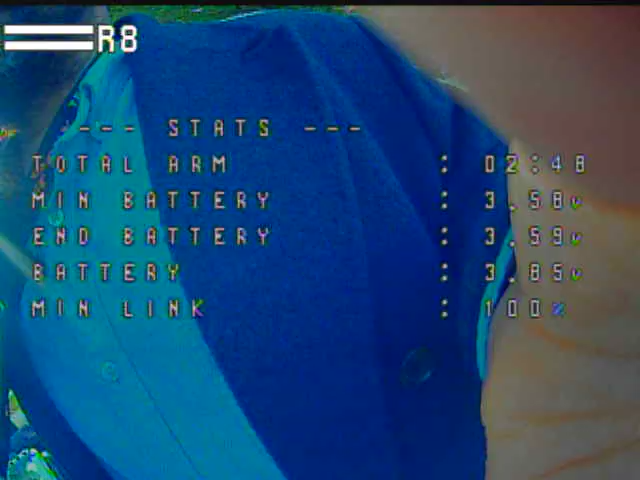 R8
--- STATS ---
TOTAL ARM : 02:48
MIN BATTERY : 3.58V
END BATTERY : 3.59V
BATTERY : 3.85V
MIN LINK : 100%